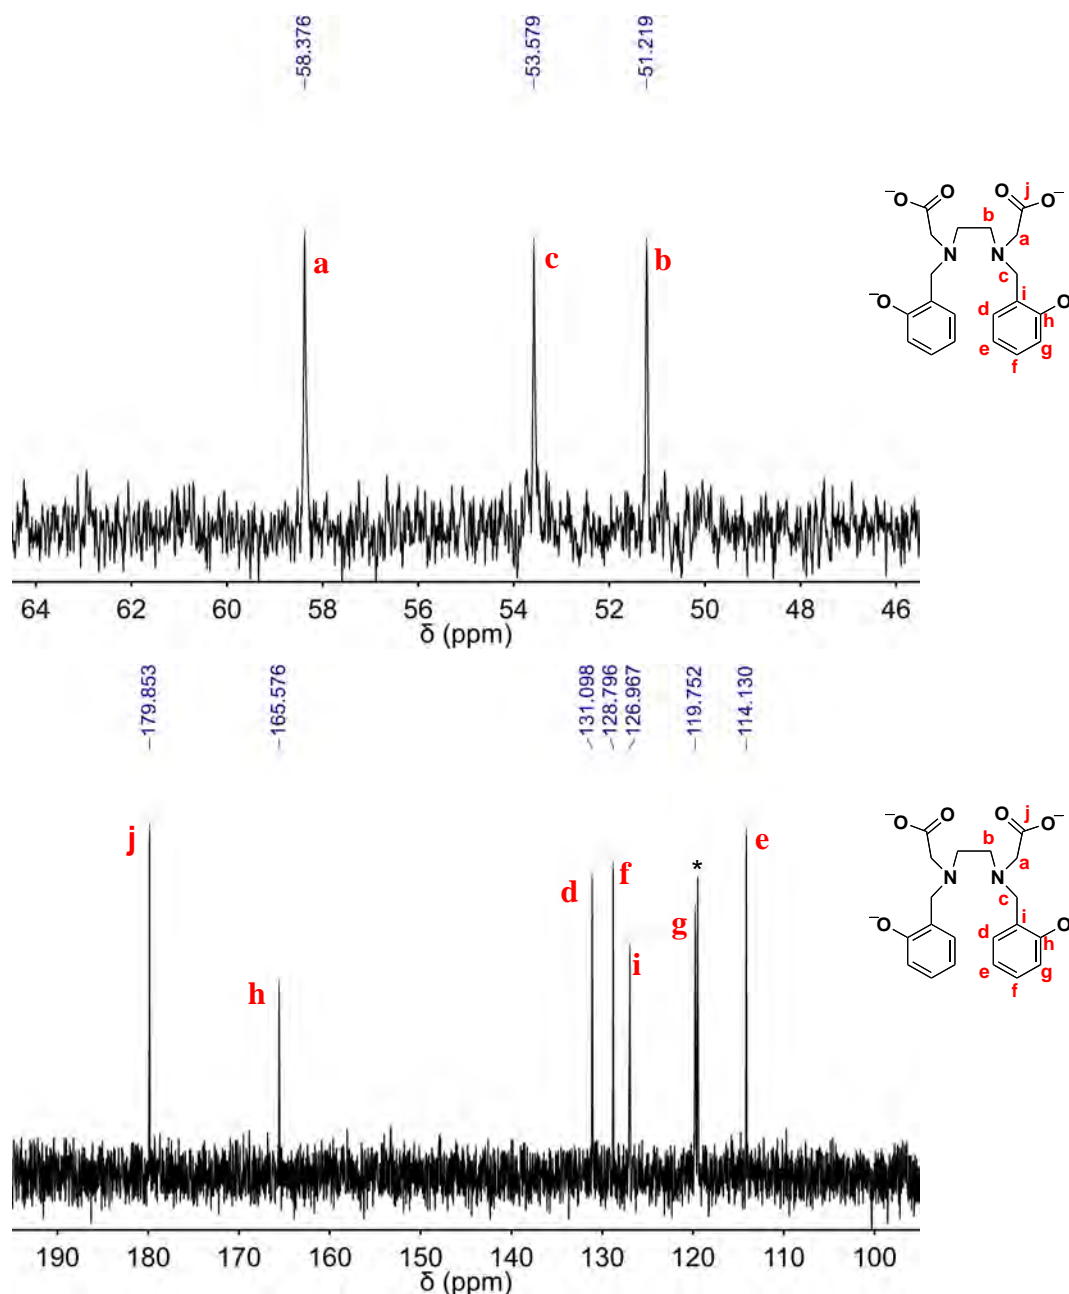 –58.376
–53.579
–51.219
a
c
b
–O
O
j
O–
b
a
N
N
c
–O
d
i
h
O
e
g
f
64 62 60 58 56 54 52 50 48 46
δ (ppm)
–179.853
–165.576
131.098
128.796
126.967
–119.752
–114.130
j
h
d
f
i
g
*
e
–O
O
j
O–
b
a
N
N
c
–O
d
i
h
O
e
g
f
190 180 170 160 150 140 130 120 110 100
δ (ppm)